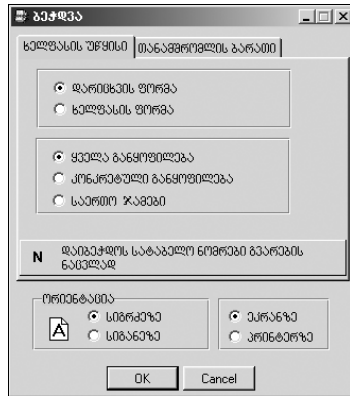 ბეჭდვა
ხელფასის უწყისი
თანამშრომლის ბარათი
დარიცხვის ფორმა
ხელფასის ფორმა
ყველა განყოფილება
კონკრეტული განყოფილება
საერთო ჯამები
N
დაიბეჭდოს სატაბელო ნომრები გვარების
ნაცვლად
ორიენტაცია
A
სიგრძეზე
სიგანეზე
ეკრანზე
პრინტერზე
OK
Cancel